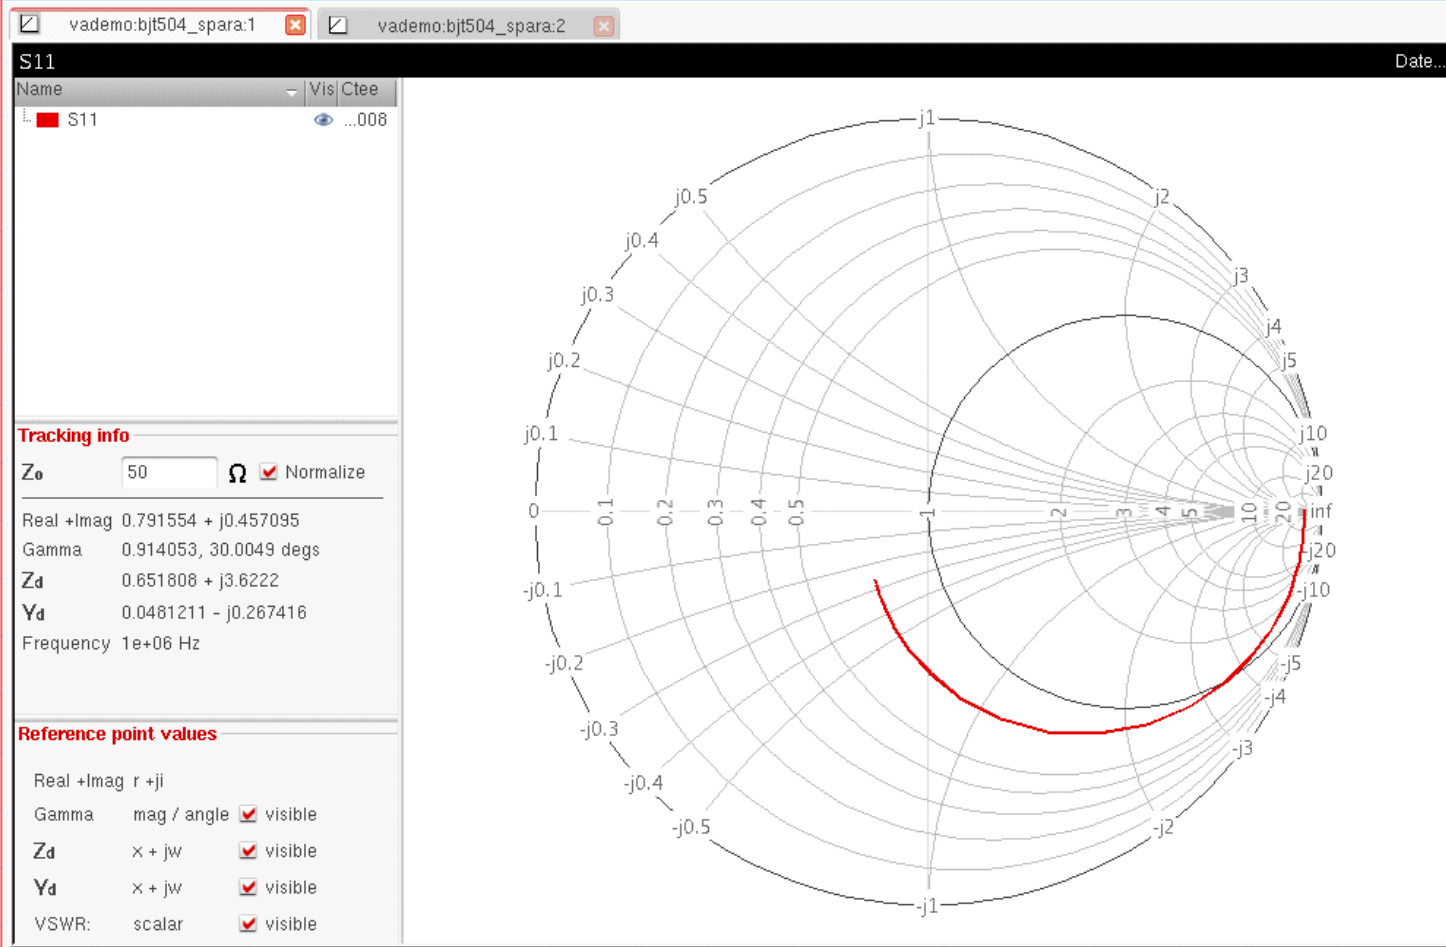 vademo:bjt504_spara:1
vademo:bjt504_spara:2
S11
Date...
Name Vis Ctee
S11 ...008
Tracking info
Zo 50 Ω Normalize
Real +Imag 0.791554 + j0.457095
Gamma 0.914053, 30.0049 degs
Zd 0.651808 + j3.6222
Yd 0.0481211 - j0.267416
Frequency 1e+06 Hz
Reference point values
Real +Imag r +ji
Gamma mag / angle visible
Zd x + jw visible
Yd x + jw visible
VSWR: scalar visible
j1
j0.5
j2
j0.4
j3
j0.3
j4
j0.2
j5
j0.1
j10
j20
0 0.1 0.2 0.3 0.4 0.5 1 2 3 4 5 10 20 inf
-j20
-j0.1
-j10
-j0.2
-j5
-j4
-j0.3
-j3
-j0.4
-j0.5
-j2
-j1